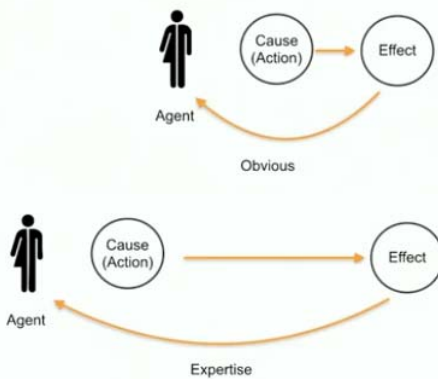 Cause
(Action)
Effect
Agent
Obvious
Cause
(Action)
Effect
Agent
Expertise